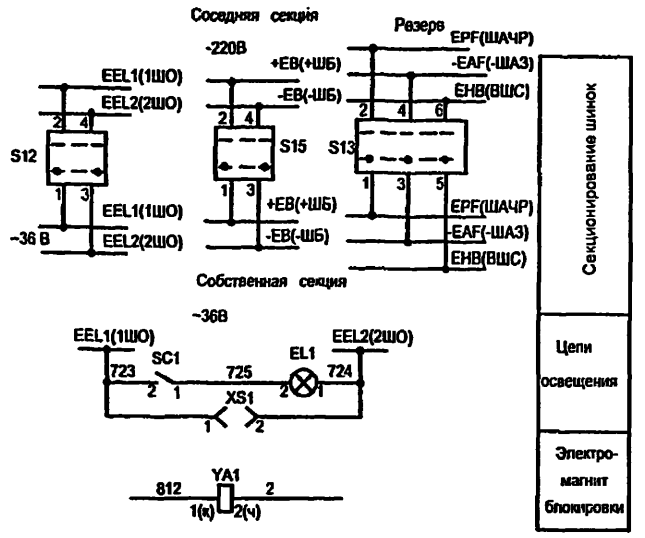 Соседняя секция
Резерв
-220В
EPF(ШАЧР)
+EB(+ШБ)
-EAF(-ШАЗ)
EEL1(1ШО)
-EB(-ШБ)
EHB(ВШС)
EEL2(2ШО)
2 4
2 4
2 4 6
S12
S15
S13
1 3
1 3
1 3 5
EEL1(1ШО)
+EB(+ШБ)
EPF(ШАЧР)
~36 В
EEL2(2ШО)
-EB(-ШБ)
-EAF(-ШАЗ)
EHB(ВШС)
Секционирование шинок
Собственная секция
~36В
EEL1(1ШО)
EEL2(2ШО)
SC1
EL1
723
725
724
2 1
2 1
XS1
1 2
Цепи
освещения
Электро-
магнит
блокировки
812
YA1
2
1(к) 2(ч)